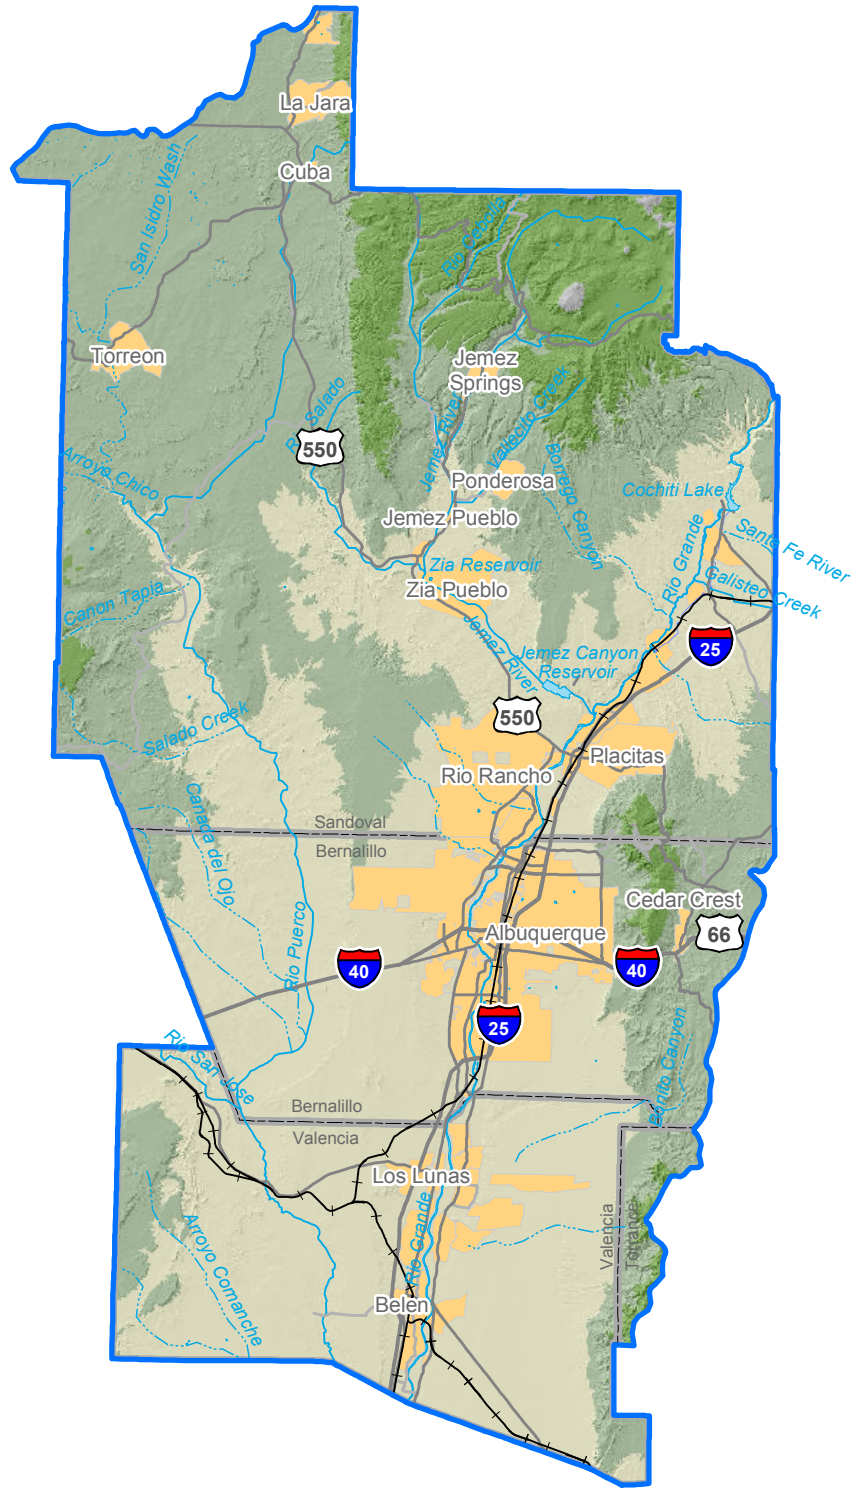 La Jara
Cuba
San Isidro Wash
Rio Cebolla
Torreon
Jemez
Springs
Rio Salado
550
Jemez River
Vallecito Creek
Arroyo Chico
Ponderosa
Borrego Canyon
Cochiti Lake
Jemez Pueblo
Rio Grande
Santa Fe River
Zia Reservoir
Zia Pueblo
Galisteo Creek
Canon Tapia
Jemez River
Jemez Canyon
Reservoir
25
Salado Creek
550
Placitas
Rio Rancho
Canada del Ojo
Sandoval
Bernalillo
Cedar Crest
Rio Puerco
Albuquerque
66
40
40
25
Bonito Canyon
Rio San Jose
Bernalillo
Valencia
Los Lunas
Rio Grande
Valencia
Torrance
Arroyo Comanche
Belen